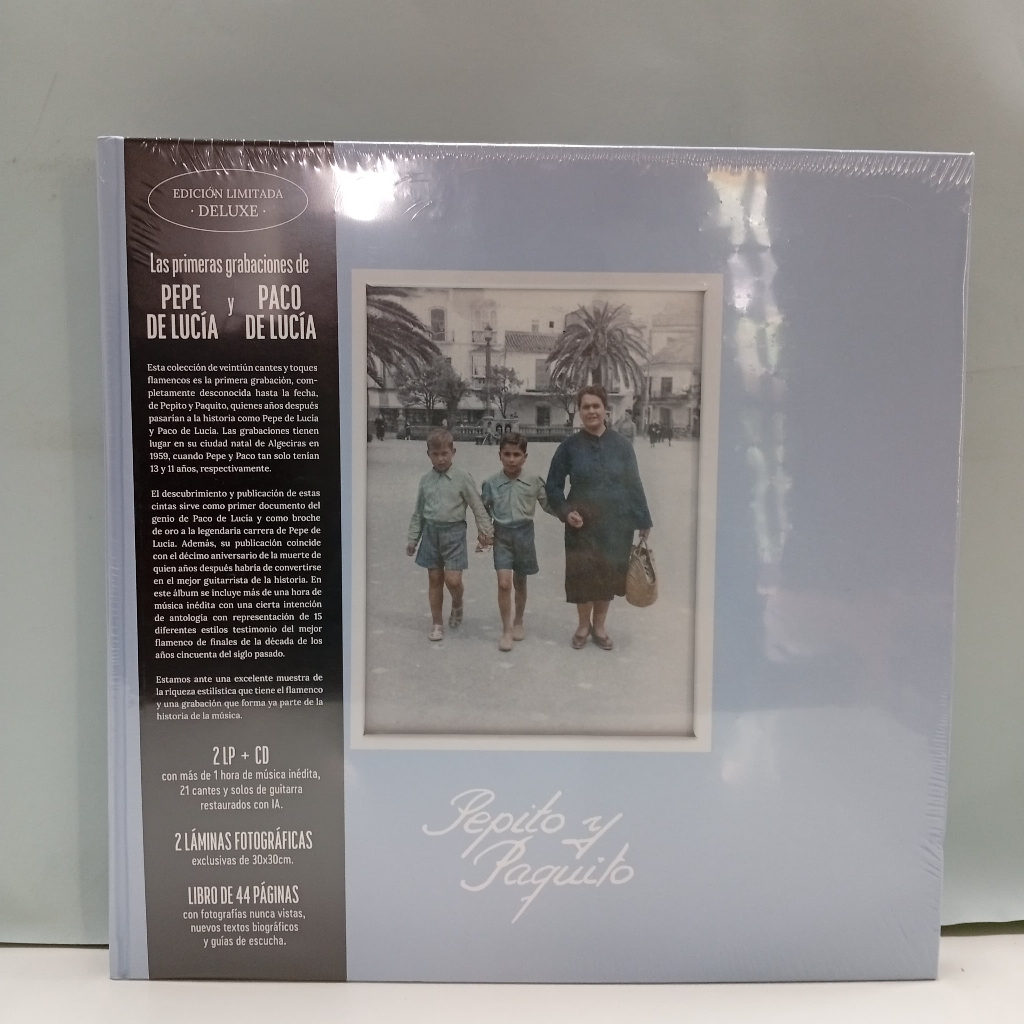 EDICIÓN LIMITADA
· DELUXE ·
Las primeras grabaciones de
PEPE y PACO
DE LUCÍA DE LUCÍA
Esta colección de veintiún cantes y toques
flamencos es la primera grabación, com-
pletamente desconocida hasta la fecha,
de Pepito y Paquito, quienes años después
pasarían a la historia como Pepe de Lucía
y Paco de Lucía. Las grabaciones tienen
lugar en su ciudad natal de Algeciras en
1959, cuando Pepe y Paco tan solo tenían
13 y 11 años, respectivamente.
El descubrimiento y publicación de estas
cintas sirve como primer documento del
genio de Paco de Lucía y como broche
de oro a la legendaria carrera de Pepe de
Lucía. Además, su publicación coincide
con el décimo aniversario de la muerte de
quien años después habría de convertirse
en el mejor guitarrista de la historia. En
este álbum se incluye más de una hora de
música inédita con una cierta intención
de antología con representación de 15
diferentes estilos testimonio del mejor
flamenco de finales de la década de los
años cincuenta del siglo pasado.
Estamos ante una excelente muestra de
la riqueza estilística que tiene el flamenco
y una grabación que forma ya parte de la
historia de la música.
2 LP + CD
con más de 1 hora de música inédita,
21 cantes y solos de guitarra
restaurados con IA.
2 LÁMINAS FOTOGRÁFICAS
exclusivas de 30x30cm.
LIBRO DE 44 PÁGINAS
con fotografías nunca vistas,
nuevos textos biográficos
y guías de escucha.
Pepito y
Paquito